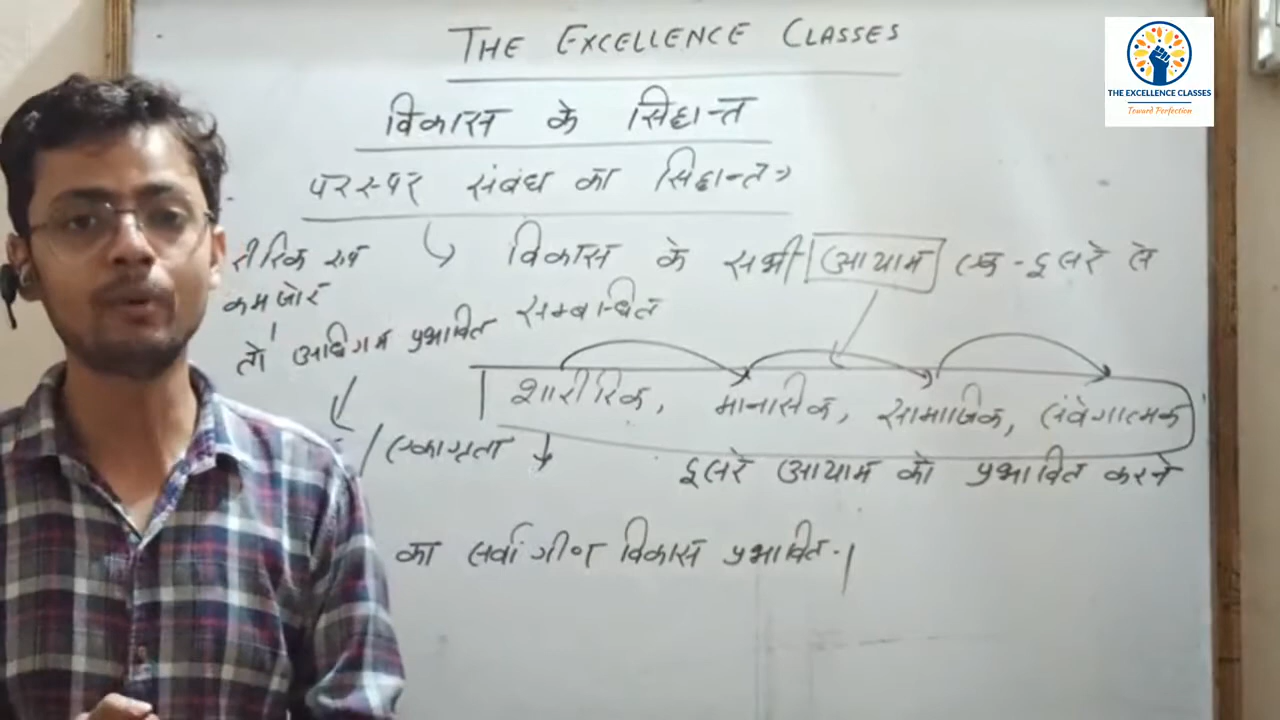 THE EXCELLENCE CLASSES
THE EXCELLENCE CLASSES
Toward Perfection
विकास के सिद्धान्त
परस्पर संबंध का सिद्धान्त
विकास के सभी आयाम एक-दूसरे से
सम्बन्धित
रीरिक रूप
कमजोर
तो अधिगम प्रभावित
एकाग्रता
शारीरिक, मानसिक, सामाजिक, संवेगात्मक
दूसरे आयाम को प्रभावित करने
का सर्वांगीण विकास प्रभावित